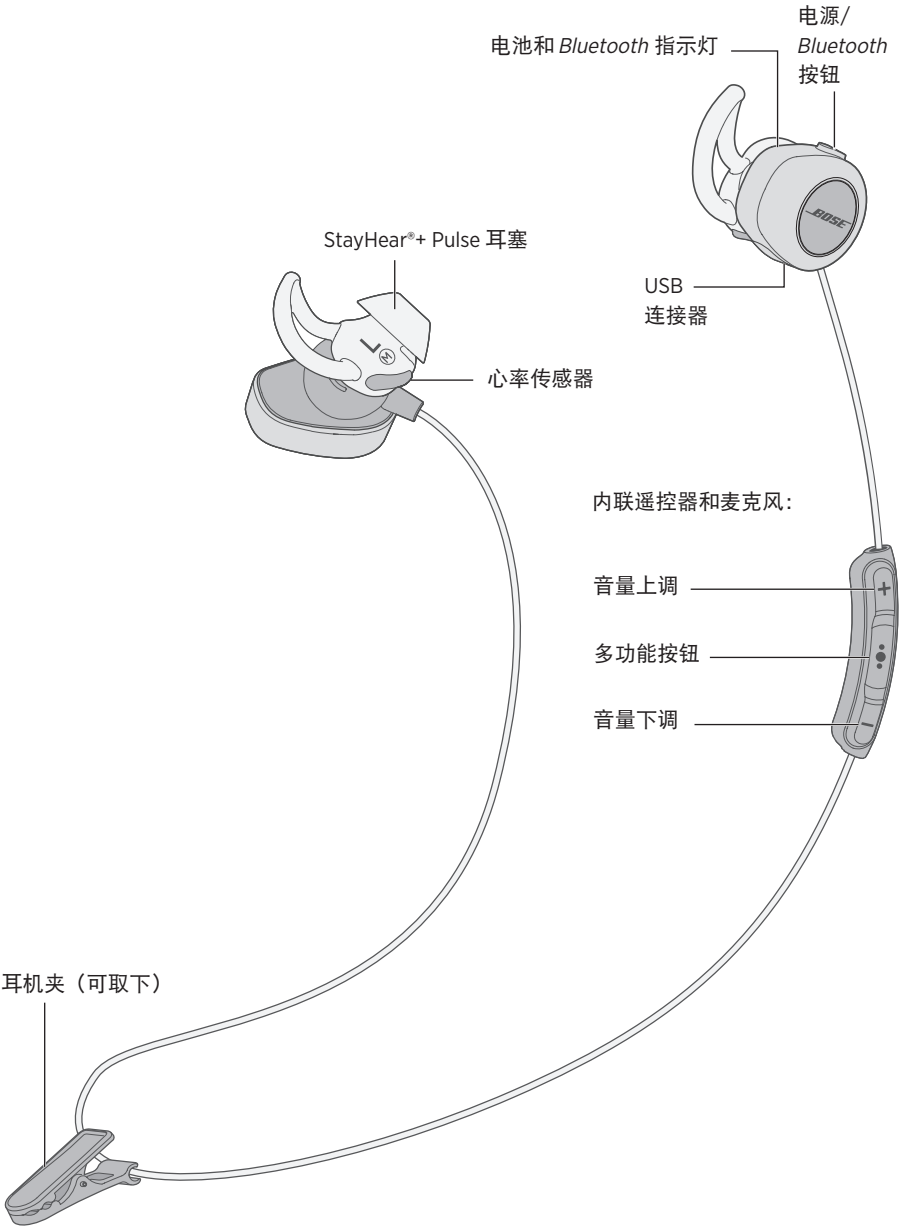 电源/
Bluetooth
按钮
电池和 Bluetooth 指示灯
BOSE
StayHear®+ Pulse 耳塞
USB
连接器
L
M
心率传感器
内联遥控器和麦克风：
音量上调
+
多功能按钮
音量下调
-
耳机夹（可取下）